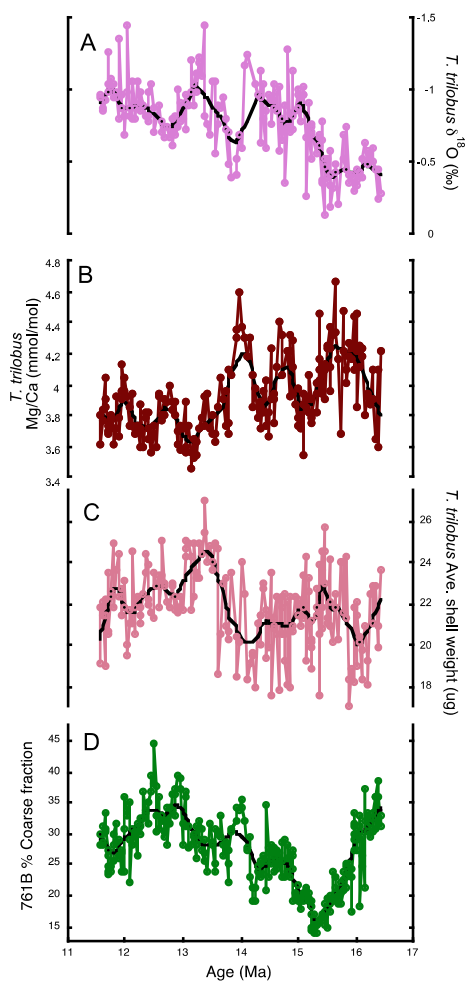 A
-1.5
-1
-0.5
0
T. trilobus δ18O (‰)
B
4.8
4.6
4.4
4.2
4
3.8
3.6
3.4
T. trilobus
Mg/Ca (mmol/mol)
C
26
24
22
20
18
T. trilobus Ave. shell weight (ug)
D
45
40
35
30
25
20
15
761B % Coarse fraction
11 12 13 14 15 16 17
Age (Ma)